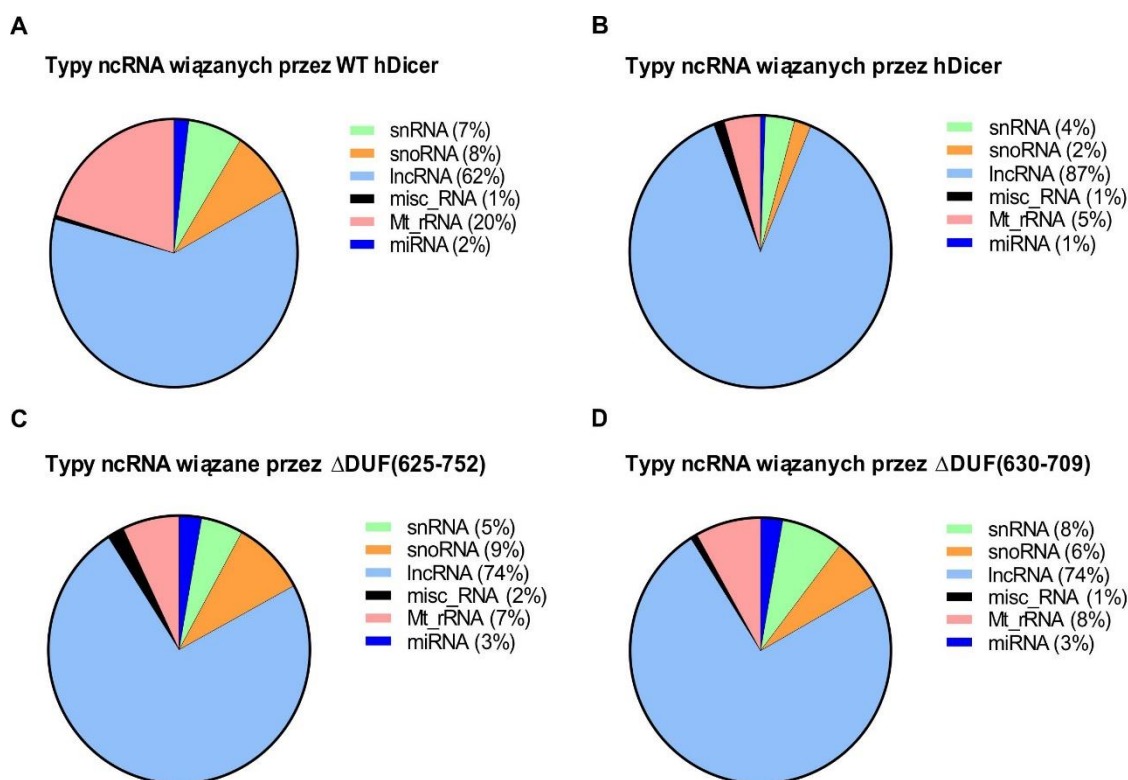 A
Typy ncRNA wiązanych przez WT hDicer
snRNA (7%)
snoRNA (8%)
lncRNA (62%)
misc_RNA (1%)
Mt_rRNA (20%)
miRNA (2%)
B
Typy ncRNA wiązanych przez hDicer
snRNA (4%)
snoRNA (2%)
lncRNA (87%)
misc_RNA (1%)
Mt_rRNA (5%)
miRNA (1%)
C
Typy ncRNA wiązane przez ΔDUF(625-752)
snRNA (5%)
snoRNA (9%)
lncRNA (74%)
misc_RNA (2%)
Mt_rRNA (7%)
miRNA (3%)
D
Typy ncRNA wiązanych przez ΔDUF(630-709)
snRNA (8%)
snoRNA (6%)
lncRNA (74%)
misc_RNA (1%)
Mt_rRNA (8%)
miRNA (3%)